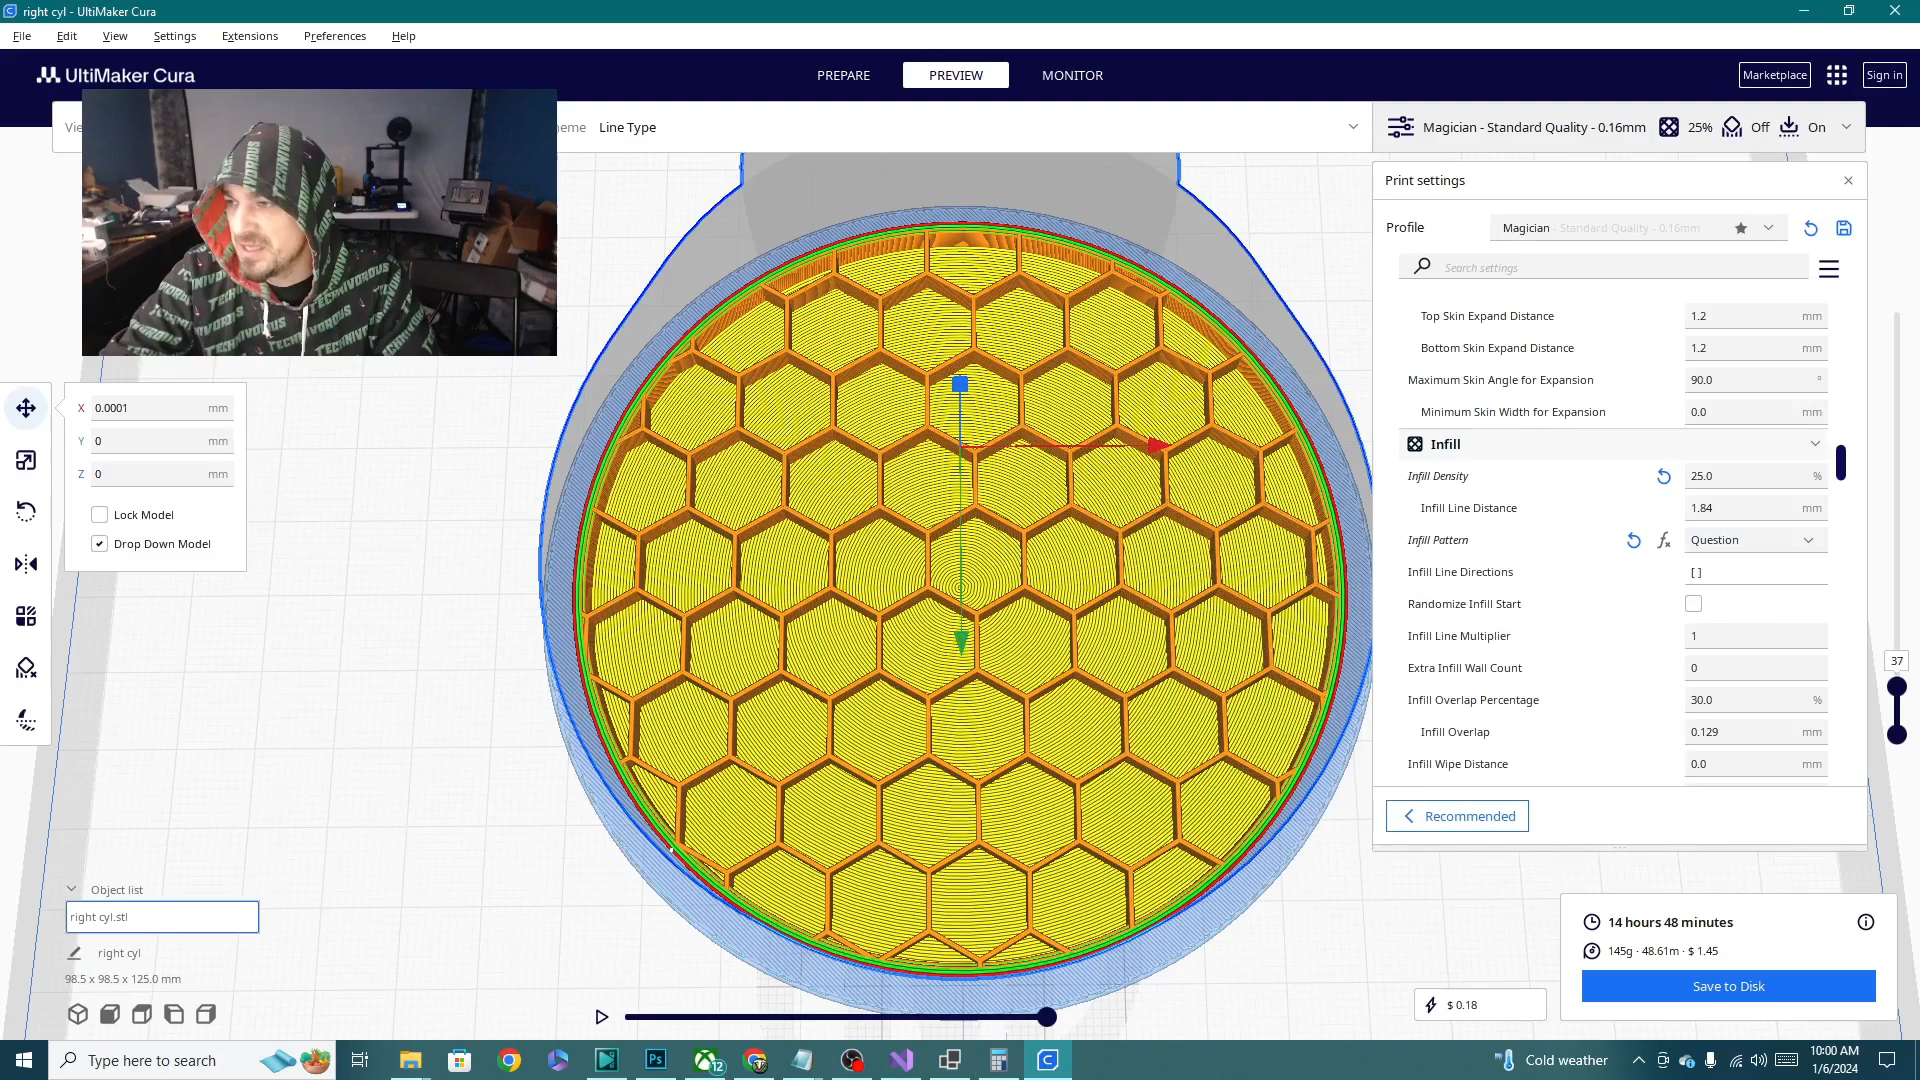 right cyl - UltiMaker Cura
File Edit View Settings Extensions Preferences Help
UltiMaker Cura
PREPARE PREVIEW MONITOR
Marketplace Sign in
Line Type
Magician - Standard Quality - 0.16mm 25% Off On
Print settings
Profile Magician - Standard Quality - 0.16mm
Search settings
Top Skin Expand Distance 1.2 mm
Bottom Skin Expand Distance 1.2 mm
Maximum Skin Angle for Expansion 90.0 °
Minimum Skin Width for Expansion 0.0 mm
Infill
Infill Density 25.0 %
Infill Line Distance 1.84 mm
Infill Pattern fx Question
Infill Line Directions [ ]
Randomize Infill Start
Infill Line Multiplier 1
Extra Infill Wall Count 0
Infill Overlap Percentage 30.0 %
Infill Overlap 0.129 mm
Infill Wipe Distance 0.0 mm
Recommended
37
TECHNIVOROUS
X 0.0001 mm
Y 0 mm
Z 0 mm
Lock Model
Drop Down Model
Object list
right cyl.stl
right cyl
98.5 x 98.5 x 125.0 mm
14 hours 48 minutes
145g · 48.61m · $ 1.45
Save to Disk
$ 0.18
Type here to search
Ps
12
Cold weather
10:00 AM
1/6/2024